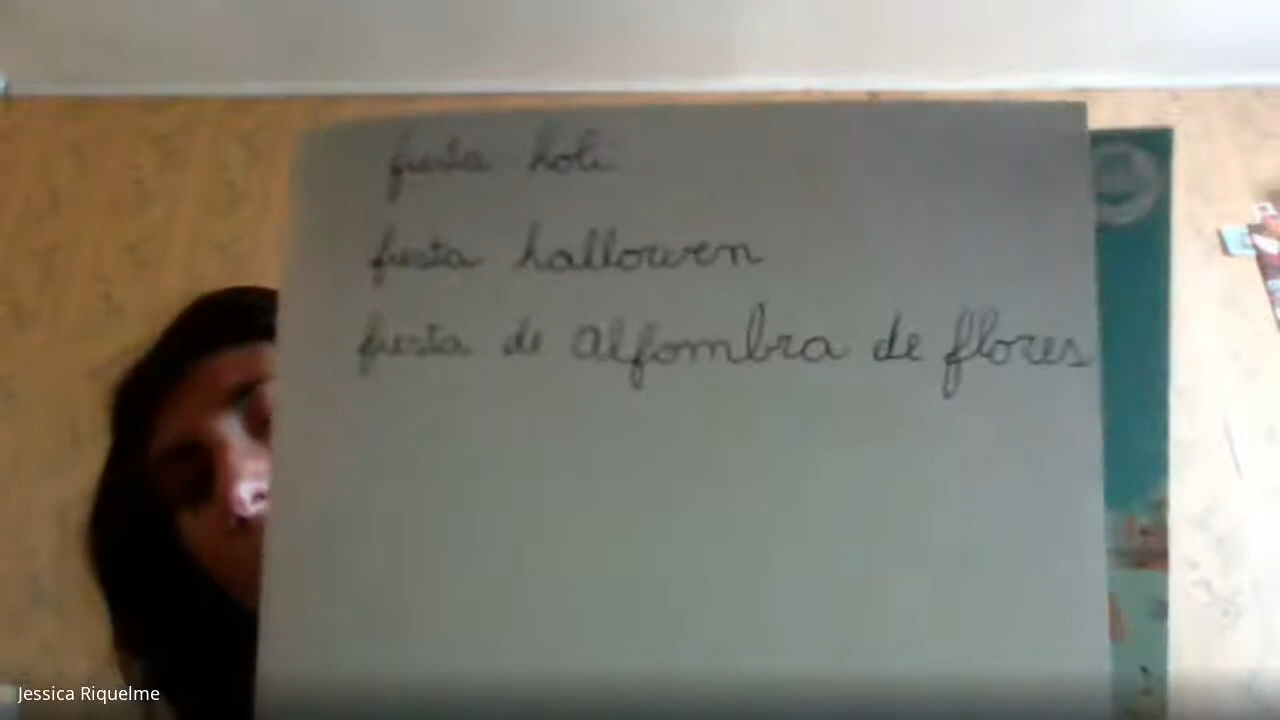 fiesta holi
fiesta hallowen
fiesta de alfombra de flores
Jessica Riquelme